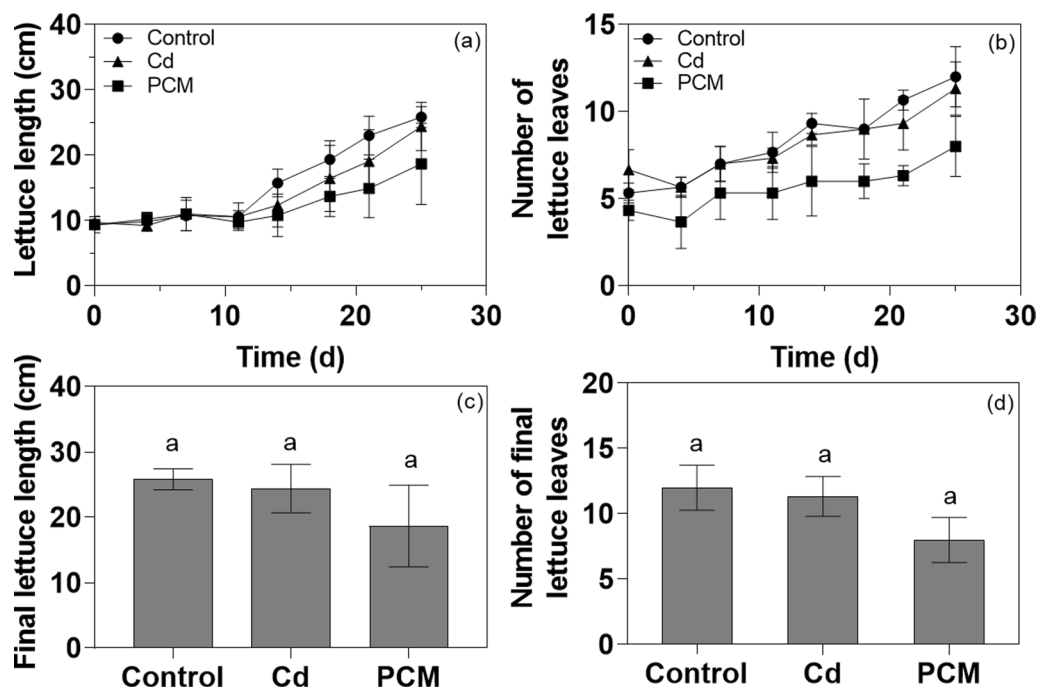 Lettuce length (cm)
40
30
20
10
0
Control
Cd
PCM
(a)
0
10
20
30
Time (d)
Number of
lettuce leaves
15
10
5
0
Control
Cd
PCM
(b)
0
10
20
30
Time (d)
Final lettuce length (cm)
40
30
20
10
0
(c)
a
a
a
Control
Cd
PCM
Number of final
lettuce leaves
20
15
10
5
0
(d)
a
a
a
Control
Cd
PCM